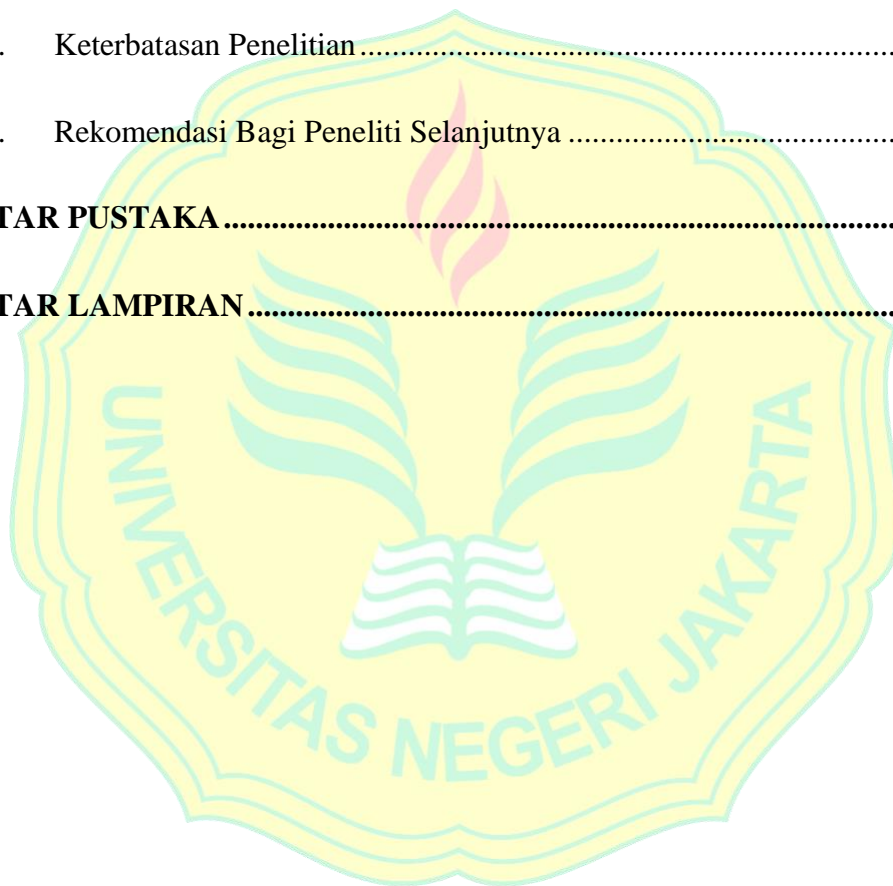 . Keterbatasan Penelitian................................................................
. Rekomendasi Bagi Peneliti Selanjutnya ........................................
TAR PUSTAKA................................................................................
TAR LAMPIRAN............................................................................
UNIVERSITAS NEGERI JAKARTA